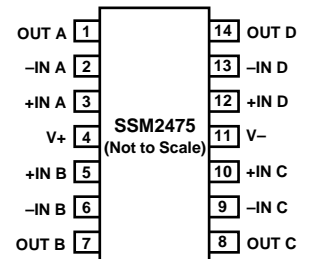 OUT A 1 14 OUT D
–IN A 2 13 –IN D
+IN A 3 12 +IN D
V+ 4 SSM2475 11 V–
(Not to Scale)
+IN B 5 10 +IN C
–IN B 6 9 –IN C
OUT B 7 8 OUT C